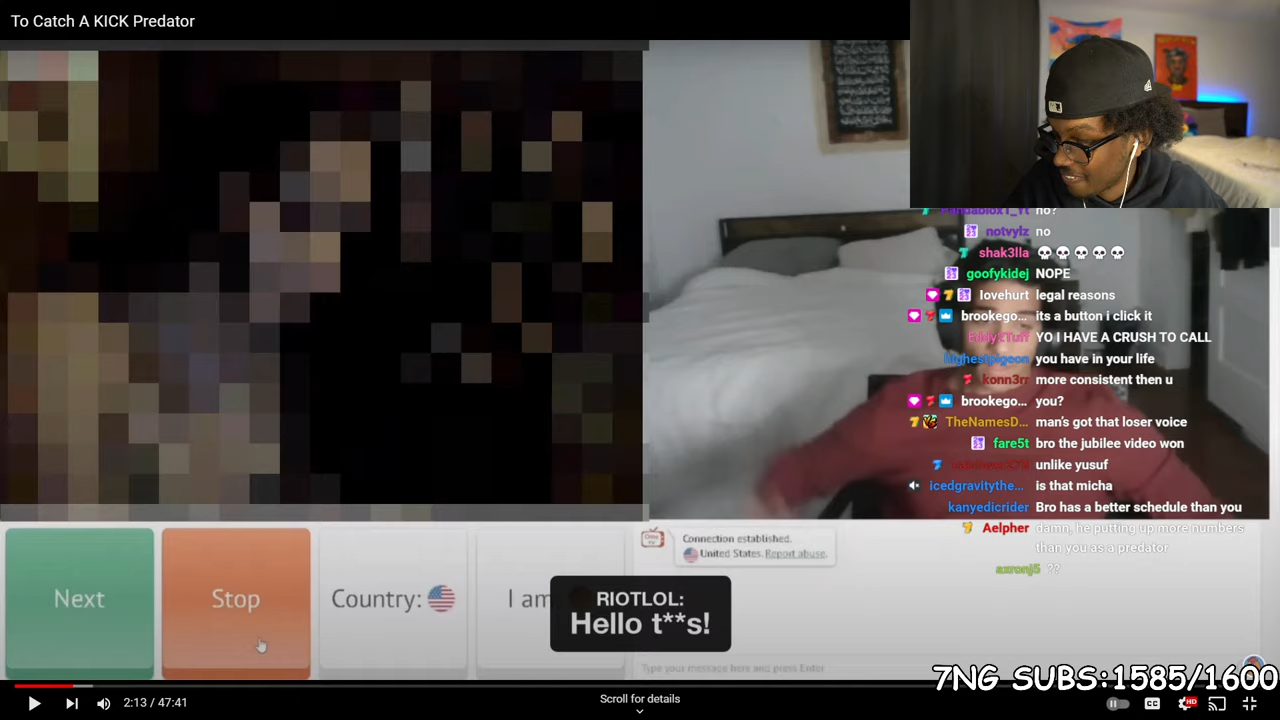 To Catch A KICK Predator
no?
notvylz no
shak3lla
goofykidej NOPE
lovehurt legal reasons
brookego... its a button i click it
YO I HAVE A CRUSH TO CALL
highestpigeon you have in your life
konn3rr more consistent then u
brookego... you?
TheNamesD... man's got that loser voice
fare5t bro the jubilee video won
unlike yusuf
icedgravitythe... is that micha
kanyedicrider Bro has a better schedule than you
Aelpher damn, he putting up more numbers
than you as a predator
axronj5 ??
Connection established.
United States. Report abuse.
Next
Stop
Country:
I am
RIOTLOL:
Hello t**s!
Type your message here and press Enter
7NG SUBS:1585/1600
2:13 / 47:41
Scroll for details
HD